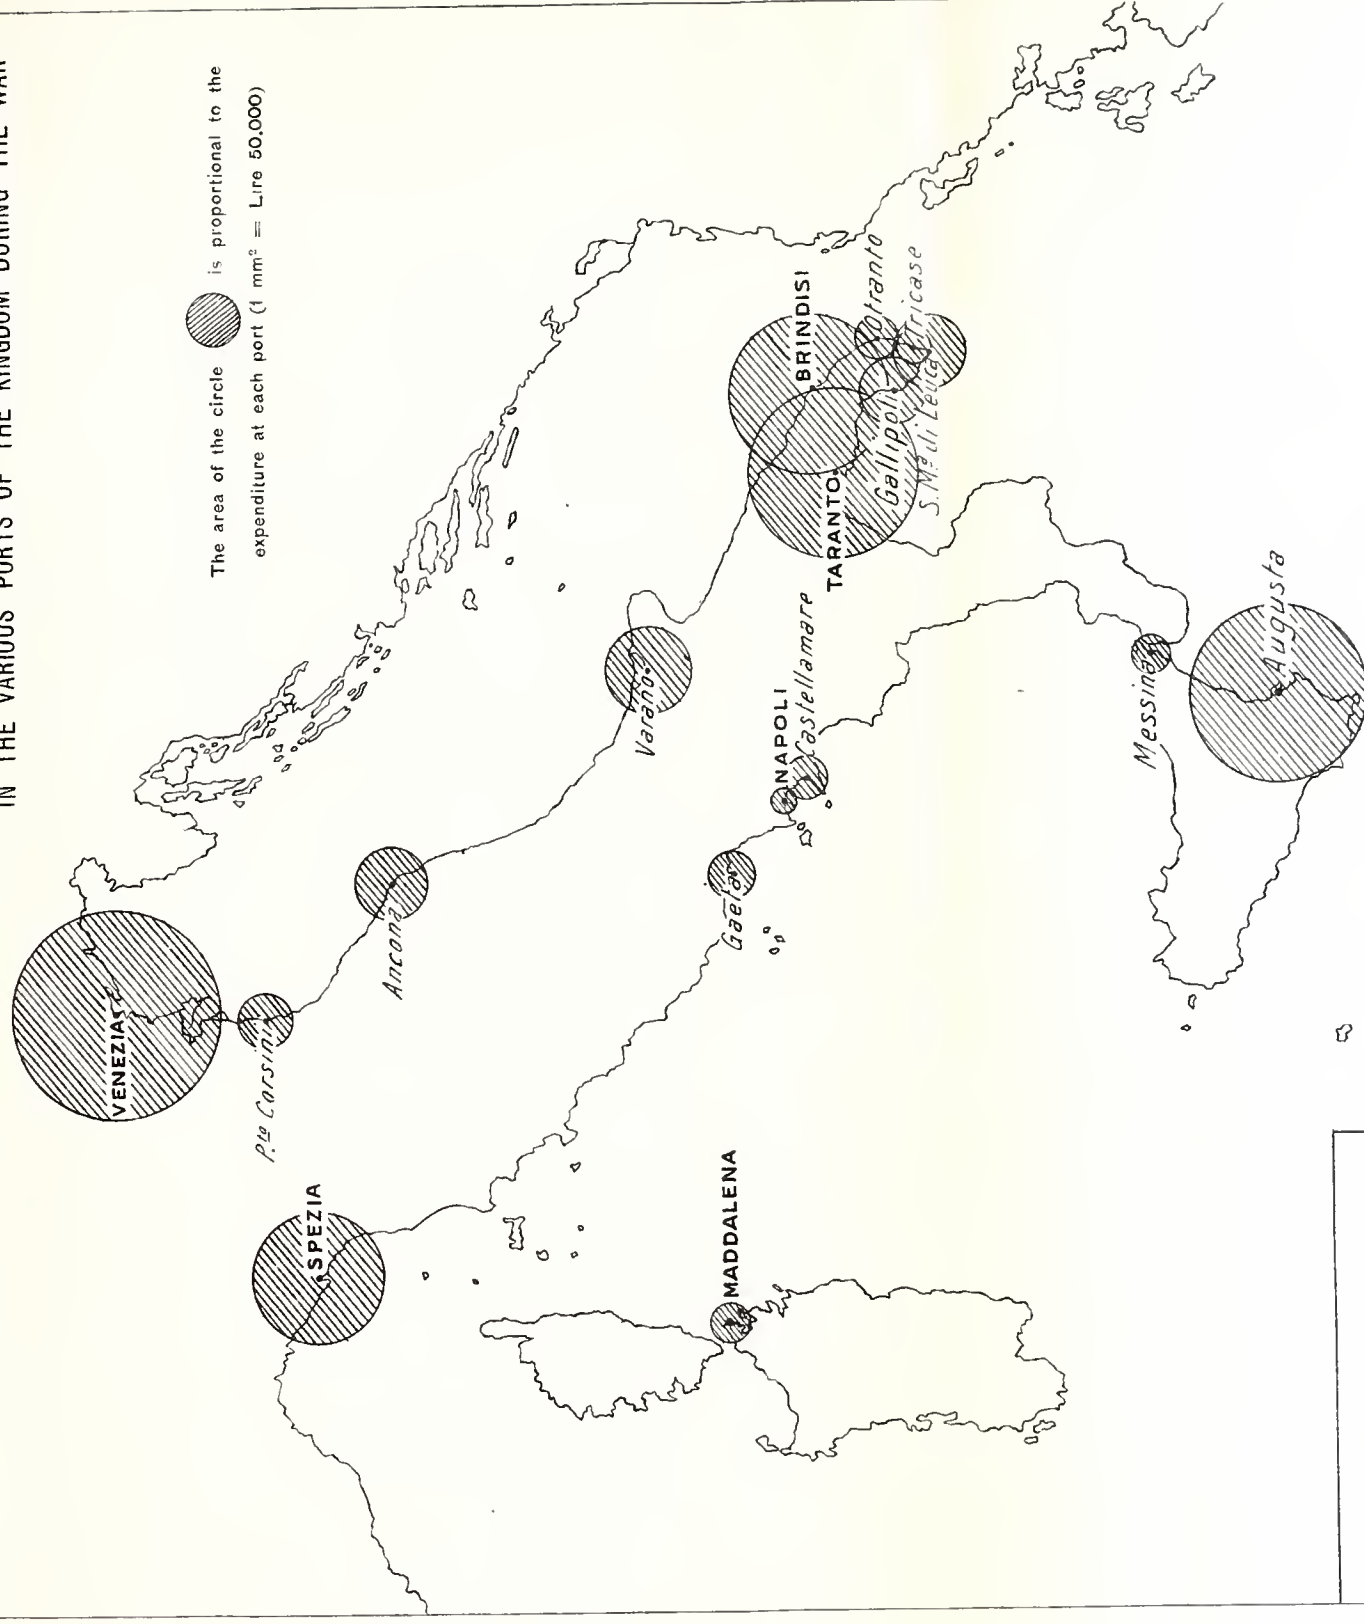 IN THE VARIOUS PORTS OF THE KINGDOM DURING THE WAR
The area of the circle is proportional to the
expenditure at each port (1 mm² = Lire 50.000)
VENEZIA
P.to Corsini
SPEZIA
Ancona
Varano
BRINDISI
Otranto
Tricase
TARANTO
Gallipoli
S. M.ª di Leuca
NAPOLI
Castellamare
Gaeta
MADDALENA
Messina
Augusta